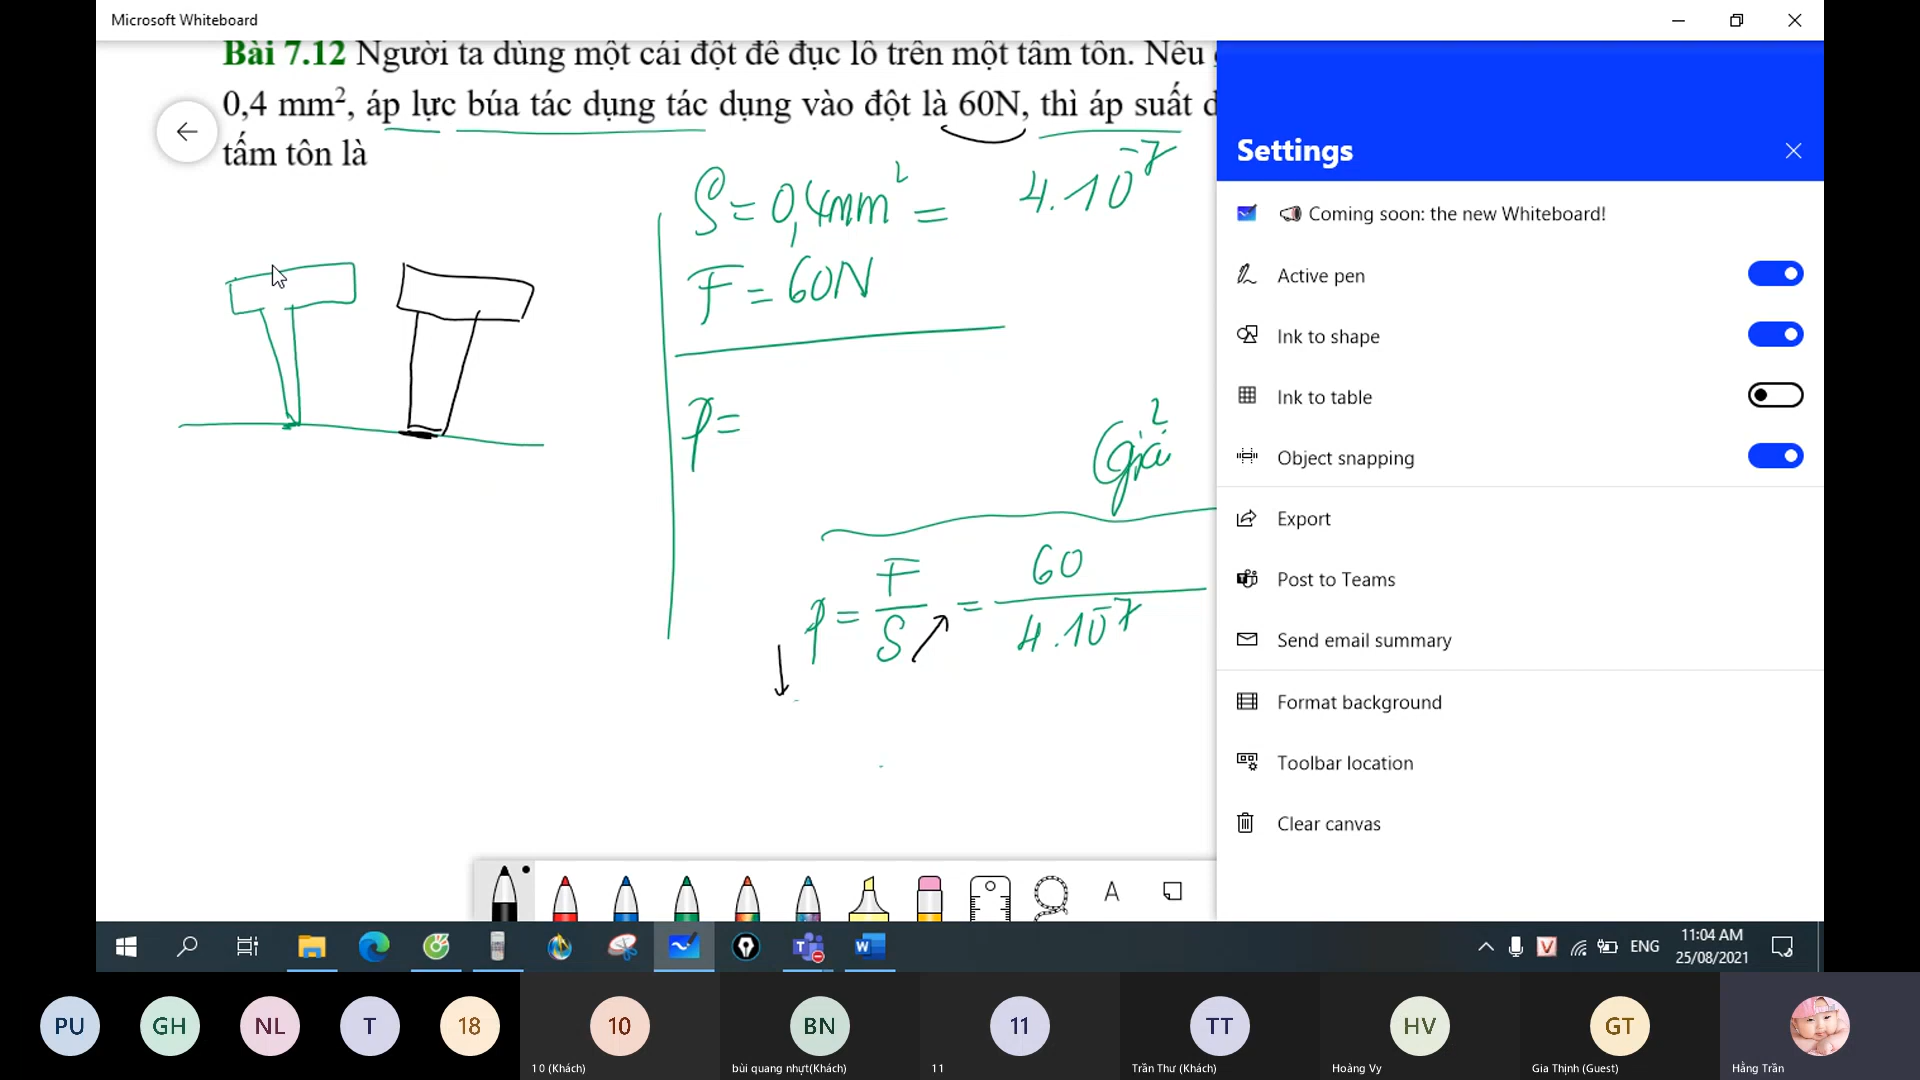 Microsoft Whiteboard
Bài 7.12 Người ta dùng một cái đột để đục lỗ trên một tấm tôn. Nếu
0,4 mm², áp lực búa tác dụng tác dụng vào đột là 60N, thì áp suất
tấm tôn là
S = 0,4mm² = 4.10⁻⁷
F = 60N
p =
Giải
p = F/S = 60/4.10⁻⁷
Settings
Coming soon: the new Whiteboard!
Active pen
Ink to shape
Ink to table
Object snapping
Export
Post to Teams
Send email summary
Format background
Toolbar location
Clear canvas
A
ENG
11:04 AM
25/08/2021
PU
GH
NL
T
18
10
BN
11
TT
HV
GT
10 (Khách)
bùi quang nhựt(Khách)
11
Trần Thư (Khách)
Hoàng Vy
Gia Thịnh (Guest)
Hằng Trần